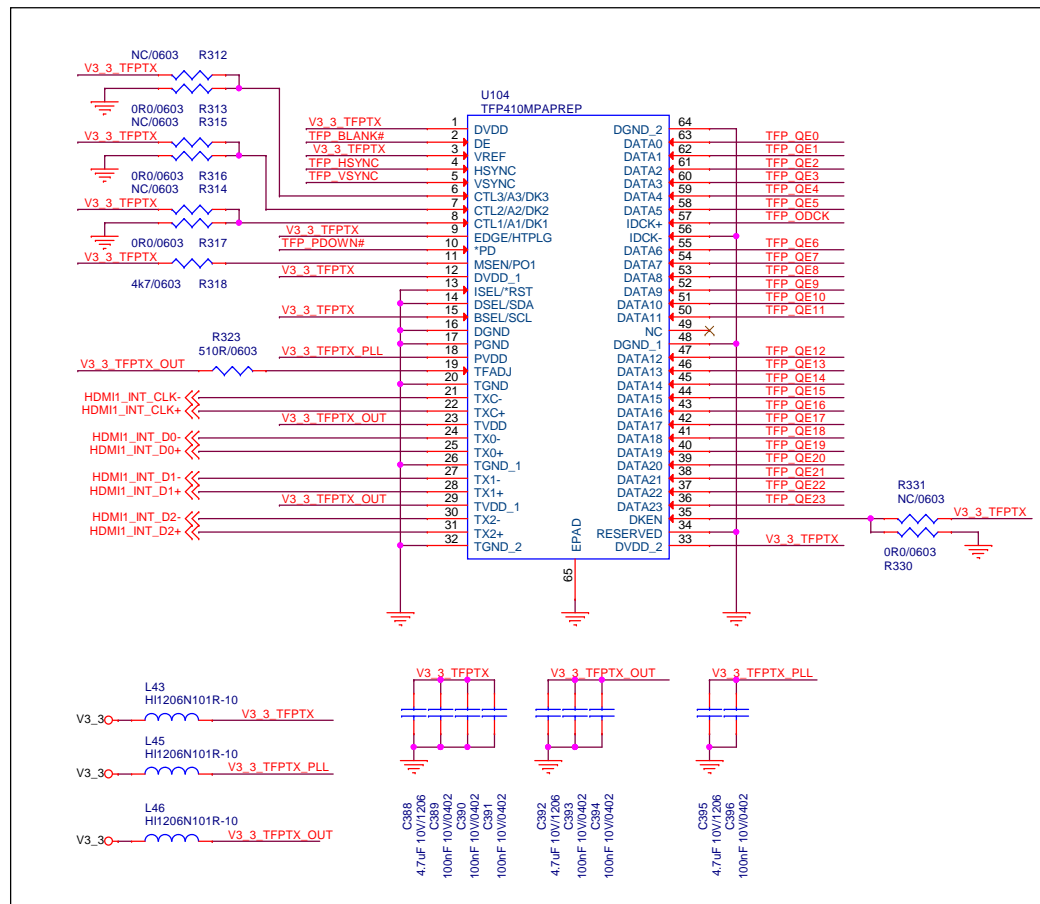 NC/0603 R312
V3_3_TFPTX
0R0/0603 R313
NC/0603 R315
V3_3_TFPTX
0R0/0603 R316
NC/0603 R314
V3_3_TFPTX
0R0/0603 R317
V3_3_TFPTX
4k7/0603 R318
R323
510R/0603
V3_3_TFPTX_OUT
HDMI1_INT_CLK-
HDMI1_INT_CLK+
HDMI1_INT_D0-
HDMI1_INT_D0+
HDMI1_INT_D1-
HDMI1_INT_D1+
HDMI1_INT_D2-
HDMI1_INT_D2+
U104
TFP410MPAPREP
V3_3_TFPTX 1 DVDD
TFP_BLANK# 2 DE
V3_3_TFPTX 3 VREF
TFP_HSYNC 4 HSYNC
TFP_VSYNC 5 VSYNC
6 CTL3/A3/DK3
7 CTL2/A2/DK2
8 CTL1/A1/DK1
V3_3_TFPTX 9 EDGE/HTPLG
TFP_PDOWN# 10 *PD
11 MSEN/PO1
V3_3_TFPTX 12 DVDD_1
13 ISEL/*RST
14 DSEL/SDA
V3_3_TFPTX 15 BSEL/SCL
16 DGND
17 PGND
V3_3_TFPTX_PLL 18 PVDD
19 TFADJ
20 TGND
21 TXC-
22 TXC+
V3_3_TFPTX_OUT 23 TVDD
24 TX0-
25 TX0+
26 TGND_1
27 TX1-
28 TX1+
V3_3_TFPTX_OUT 29 TVDD_1
30 TX2-
31 TX2+
32 TGND_2
DGND_2 64
DATA0 63 TFP_QE0
DATA1 62 TFP_QE1
DATA2 61 TFP_QE2
DATA3 60 TFP_QE3
DATA4 59 TFP_QE4
DATA5 58 TFP_QE5
IDCK+ 57 TFP_ODCK
IDCK- 56
DATA6 55 TFP_QE6
DATA7 54 TFP_QE7
DATA8 53 TFP_QE8
DATA9 52 TFP_QE9
DATA10 51 TFP_QE10
DATA11 50 TFP_QE11
NC 49
DGND_1 48
DATA12 47 TFP_QE12
DATA13 46 TFP_QE13
DATA14 45 TFP_QE14
DATA15 44 TFP_QE15
DATA16 43 TFP_QE16
DATA17 42 TFP_QE17
DATA18 41 TFP_QE18
DATA19 40 TFP_QE19
DATA20 39 TFP_QE20
DATA21 38 TFP_QE21
DATA22 37 TFP_QE22
DATA23 36 TFP_QE23
DKEN 35
RESERVED 34
DVDD_2 33 V3_3_TFPTX
EPAD
65
R331
NC/0603
V3_3_TFPTX
0R0/0603
R330
L43
HI1206N101R-10
V3_3 V3_3_TFPTX
L45
HI1206N101R-10
V3_3 V3_3_TFPTX_PLL
L46
HI1206N101R-10
V3_3 V3_3_TFPTX_OUT
V3_3_TFPTX
C388
4.7uF 10V/1206
C389
100nF 10V/0402
C390
100nF 10V/0402
C391
100nF 10V/0402
V3_3_TFPTX_OUT
C392
4.7uF 10V/1206
C393
100nF 10V/0402
C394
100nF 10V/0402
V3_3_TFPTX_PLL
C395
4.7uF 10V/1206
C396
100nF 10V/0402